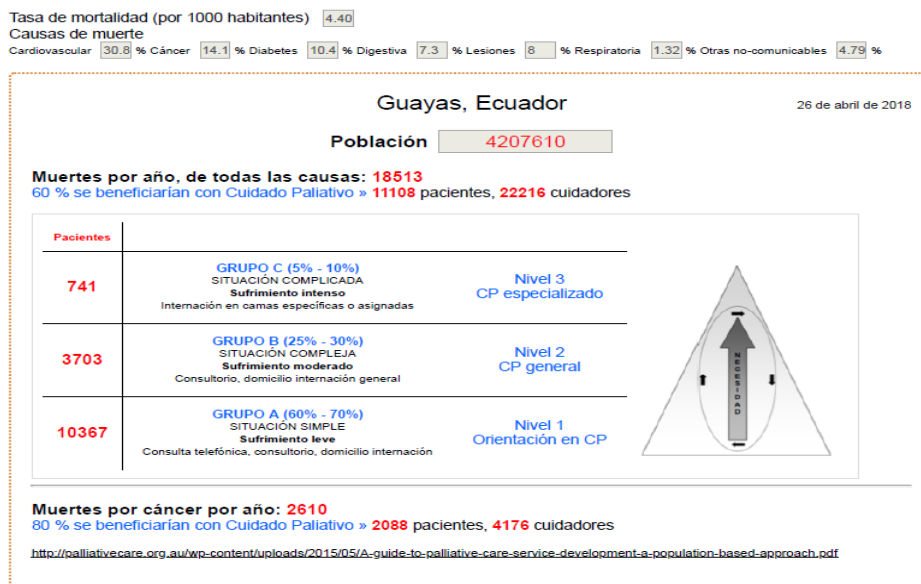 Tasa de mortalidad (por 1000 habitantes) 4.40
Causas de muerte
Cardiovascular 30.8 % Cáncer 14.1 % Diabetes 10.4 % Digestiva 7.3 % Lesiones 8 % Respiratoria 1.32 % Otras no-comunicables 4.79 %
Guayas, Ecuador
26 de abril de 2018
Población 4207610
Muertes por año, de todas las causas: 18513
60 % se beneficiarían con Cuidado Paliativo » 11108 pacientes, 22216 cuidadores
Pacientes
741
GRUPO C (5% - 10%)
SITUACIÓN COMPLICADA
Sufrimiento intenso
Internación en camas específicas o asignadas
Nivel 3
CP especializado
3703
GRUPO B (25% - 30%)
SITUACIÓN COMPLEJA
Sufrimiento moderado
Consultorio, domicilio internación general
Nivel 2
CP general
10367
GRUPO A (60% - 70%)
SITUACIÓN SIMPLE
Sufrimiento leve
Consulta telefónica, consultorio, domicilio internación
Nivel 1
Orientación en CP
NECESIDAD
Muertes por cáncer por año: 2610
80 % se beneficiarían con Cuidado Paliativo » 2088 pacientes, 4176 cuidadores
http://palliativecare.org.au/wp-content/uploads/2015/05/A-guide-to-palliative-care-service-development-a-population-based-approach.pdf